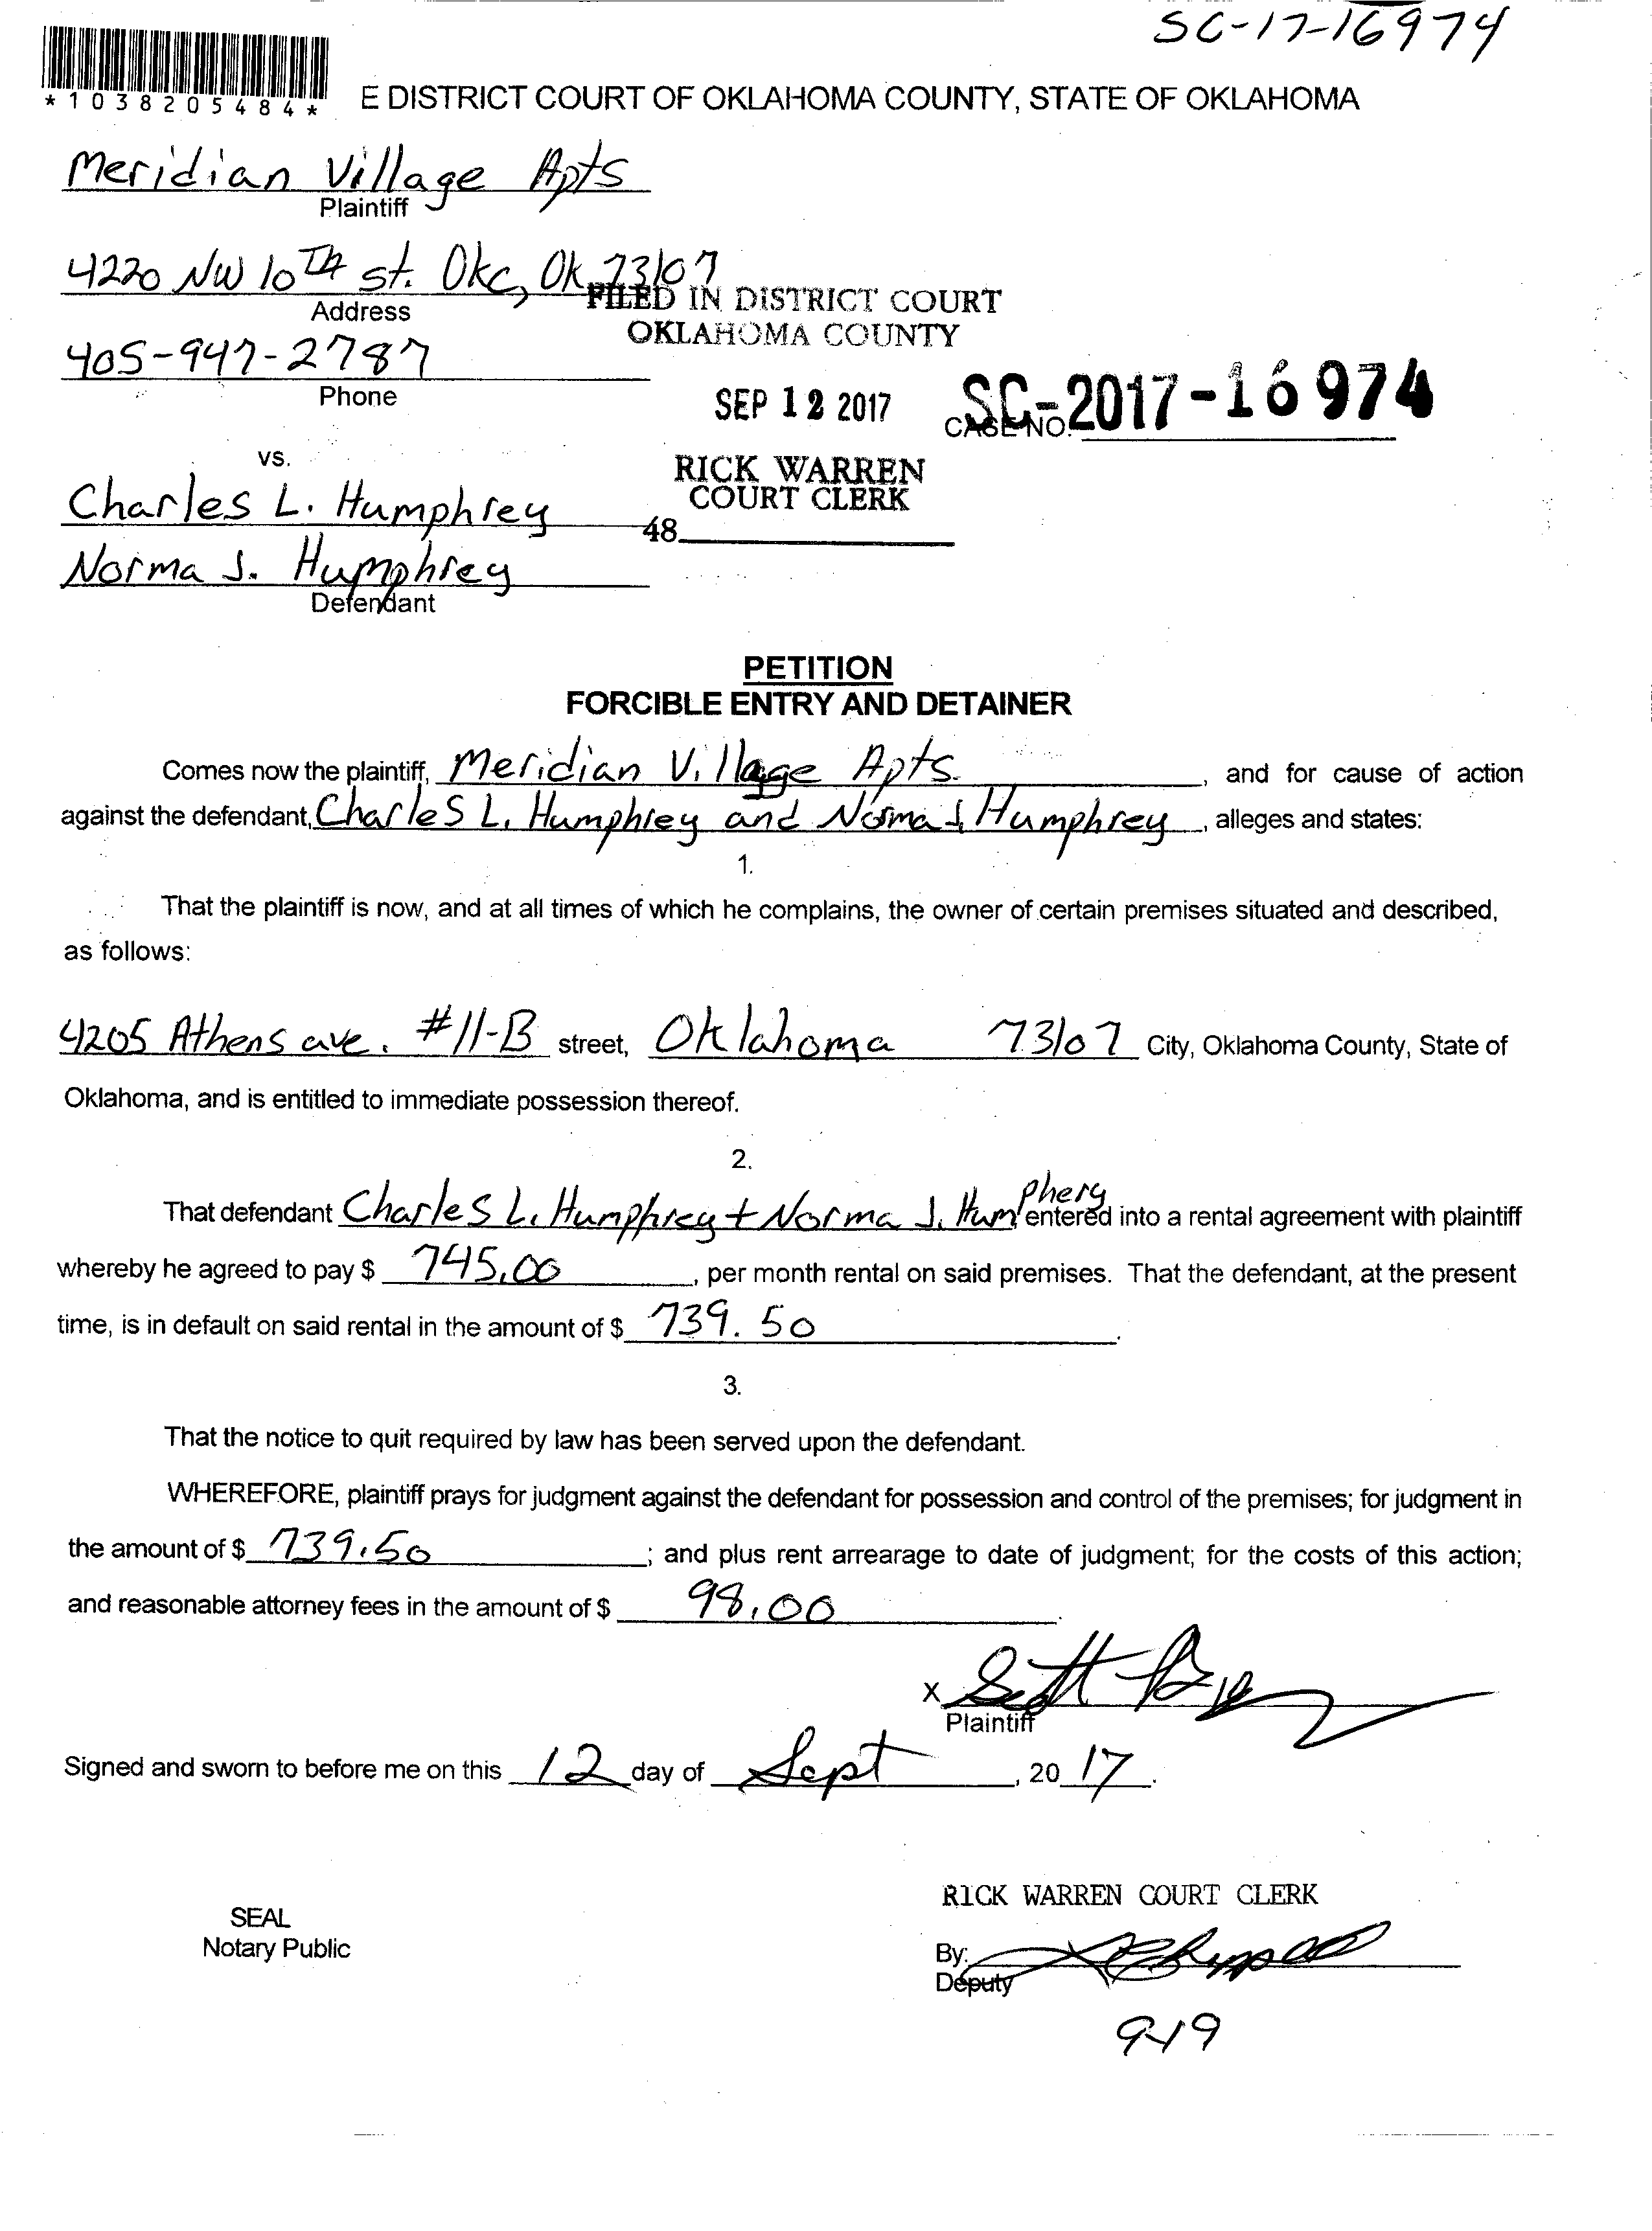 SC-17-16974
*1038205484*
E DISTRICT COURT OF OKLAHOMA COUNTY, STATE OF OKLAHOMA
Meridian Village Apts
Plaintiff
4220 NW 10TH st. Okc, Ok 73107
Address
FILED IN DISTRICT COURT
OKLAHOMA COUNTY
405-947-2787
Phone
SEP 12 2017
CASE NO. SC-2017-16974
vs.
RICK WARREN
COURT CLERK
Charles L. Humphrey
48
Norma J. Humphrey
Defendant
PETITION
FORCIBLE ENTRY AND DETAINER
Comes now the plaintiff, Meridian Village Apts. , and for cause of action
against the defendant, Charles L. Humphrey and Norma J. Humphrey , alleges and states:
1.
That the plaintiff is now, and at all times of which he complains, the owner of certain premises situated and described,
as follows:
4205 Athens ave. #11-B street, Oklahoma 73107 City, Oklahoma County, State of
Oklahoma, and is entitled to immediate possession thereof.
2.
That defendant Charles L. Humphrey + Norma J. Humphery entered into a rental agreement with plaintiff
whereby he agreed to pay $ 745.00 , per month rental on said premises. That the defendant, at the present
time, is in default on said rental in the amount of $ 739.50 .
3.
That the notice to quit required by law has been served upon the defendant.
WHEREFORE, plaintiff prays for judgment against the defendant for possession and control of the premises; for judgment in
the amount of $ 739.50 ; and plus rent arrearage to date of judgment; for the costs of this action;
and reasonable attorney fees in the amount of $ 98.00 .
x Scott
Plaintiff
Signed and sworn to before me on this 12 day of Sept , 20 17 .
RICK WARREN COURT CLERK
SEAL
Notary Public
By:
Deputy
9-19